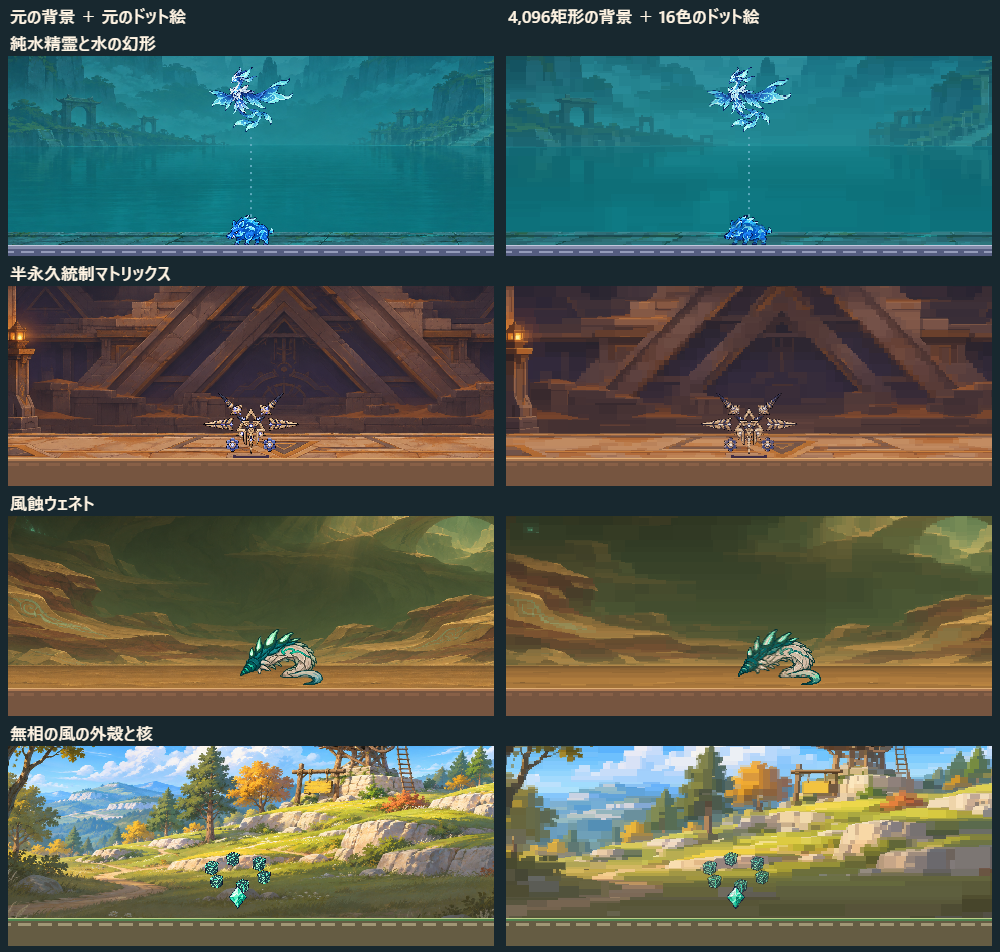 元の背景 ＋ 元のドット絵
4,096矩形の背景 ＋ 16色のドット絵
純水精霊と水の幻形
半永久統制マトリックス
風蝕ウェネト
無相の風の外殻と核